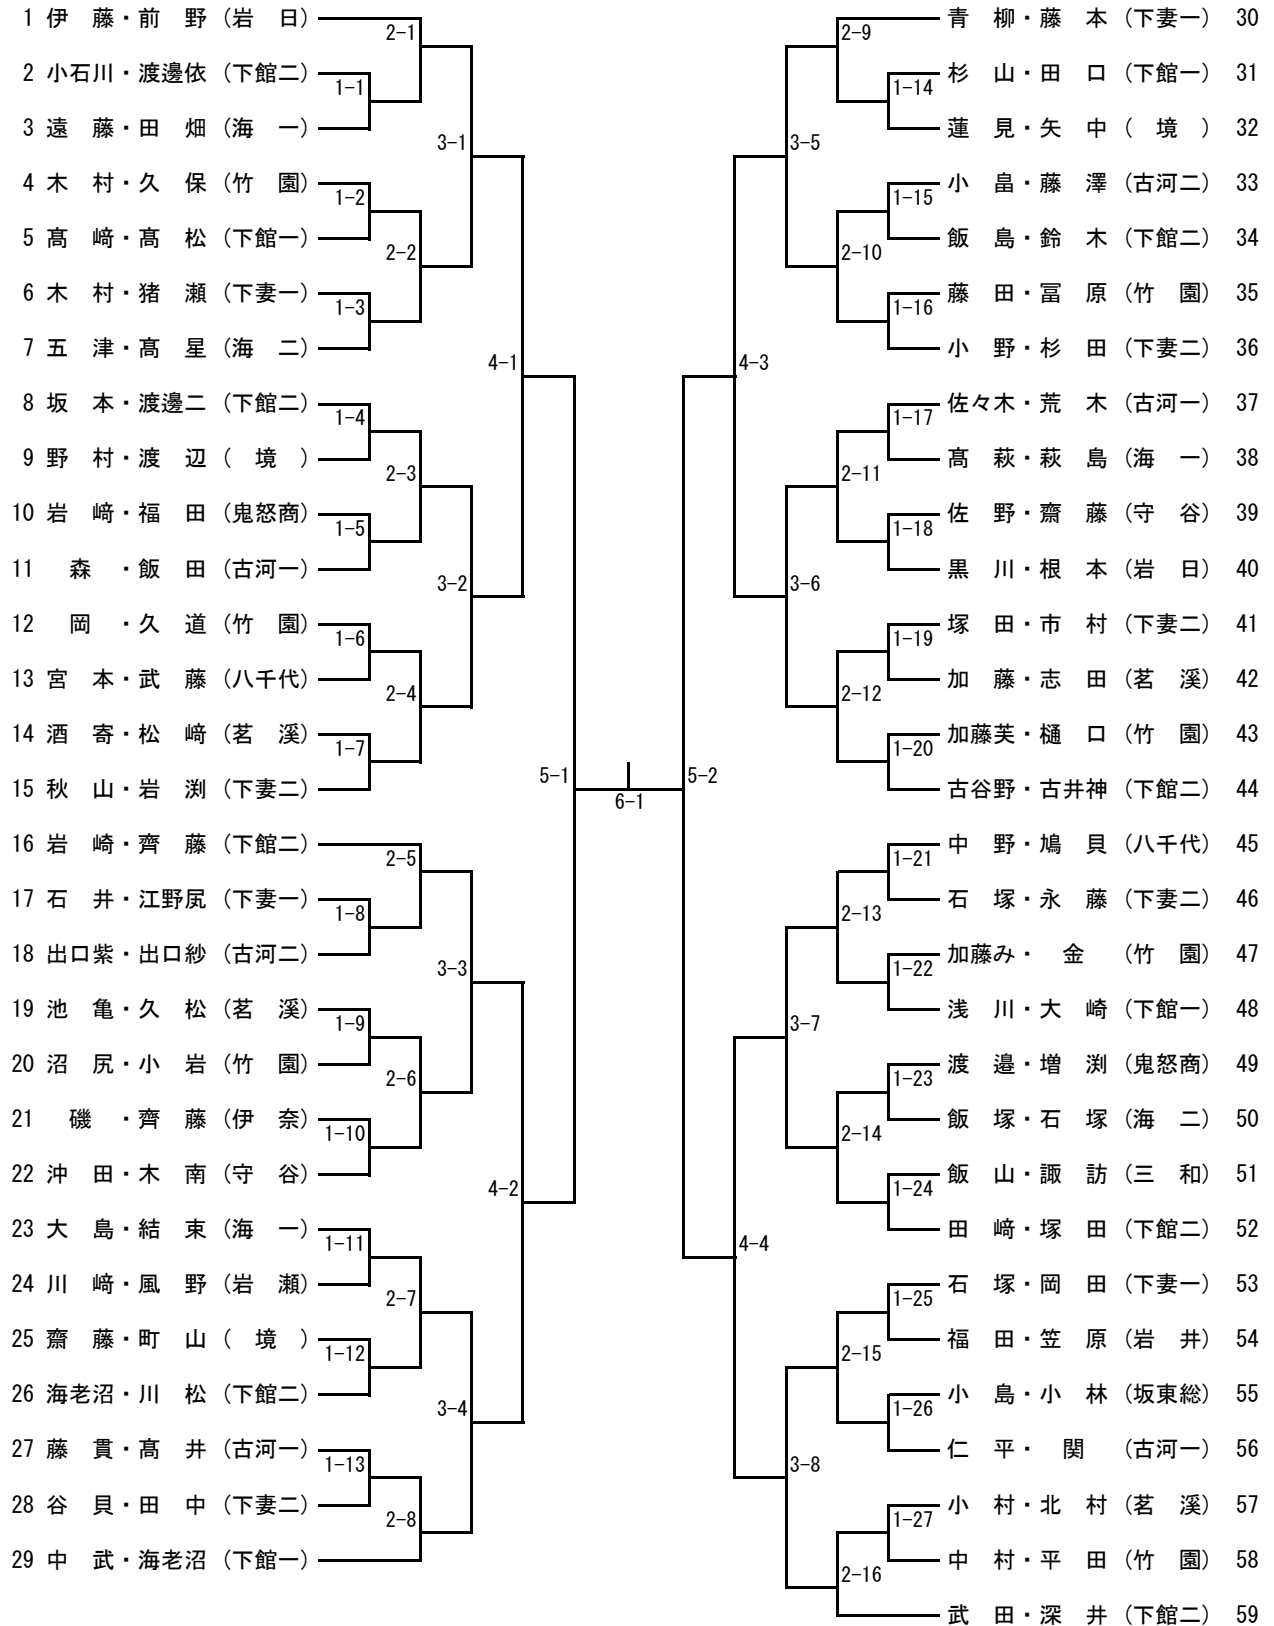 1 伊　藤・前　野（岩　日）
2-1
2 小石川・渡邊依（下館二）
1-1
3 遠　藤・田　畑（海　一）
3-1
4 木　村・久　保（竹　園）
1-2
5 髙　﨑・髙　松（下館一）
2-2
6 木　村・猪　瀬（下妻一）
1-3
7 五　津・髙　星（海　二）
4-1
8 坂　本・渡邊二（下館二）
1-4
9 野　村・渡　辺（　境　）
2-3
10 岩　﨑・福　田（鬼怒商）
1-5
11 　森　・飯　田（古河一）
3-2
12 　岡　・久　道（竹　園）
1-6
13 宮　本・武　藤（八千代）
2-4
14 酒　寄・松　﨑（茗　溪）
1-7
15 秋　山・岩　渕（下妻二）
5-1
16 岩　崎・齊　藤（下館二）
2-5
17 石　井・江野尻（下妻一）
1-8
18 出口紫・出口紗（古河二）
3-3
19 池　亀・久　松（茗　溪）
1-9
20 沼　尻・小　岩（竹　園）
2-6
21 　磯　・齊　藤（伊　奈）
1-10
22 沖　田・木　南（守　谷）
4-2
23 大　島・結　束（海　一）
1-11
24 川　﨑・風　野（岩　瀬）
2-7
25 齋　藤・町　山（　境　）
1-12
26 海老沼・川　松（下館二）
3-4
27 藤　貫・髙　井（古河一）
1-13
28 谷　貝・田　中（下妻二）
2-8
29 中　武・海老沼（下館一）
6-1
青　柳・藤　本（下妻一） 30
2-9
杉　山・田　口（下館一） 31
1-14
蓮　見・矢　中（　境　） 32
3-5
小　畠・藤　澤（古河二） 33
1-15
飯　島・鈴　木（下館二） 34
2-10
藤　田・冨　原（竹　園） 35
1-16
小　野・杉　田（下妻二） 36
4-3
佐々木・荒　木（古河一） 37
1-17
髙　萩・萩　島（海　一） 38
2-11
佐　野・齋　藤（守　谷） 39
1-18
黒　川・根　本（岩　日） 40
3-6
塚　田・市　村（下妻二） 41
1-19
加　藤・志　田（茗　溪） 42
2-12
加藤芙・樋　口（竹　園） 43
1-20
古谷野・古井神（下館二） 44
5-2
中　野・鳩　貝（八千代） 45
1-21
石　塚・永　藤（下妻二） 46
2-13
加藤み・　金　（竹　園） 47
1-22
浅　川・大　崎（下館一） 48
3-7
渡　邉・増　渕（鬼怒商） 49
1-23
飯　塚・石　塚（海　二） 50
2-14
飯　山・諏　訪（三　和） 51
1-24
田　﨑・塚　田（下館二） 52
4-4
石　塚・岡　田（下妻一） 53
1-25
福　田・笠　原（岩　井） 54
2-15
小　島・小　林（坂東総） 55
1-26
仁　平・　関　（古河一） 56
3-8
小　村・北　村（茗　溪） 57
1-27
中　村・平　田（竹　園） 58
2-16
武　田・深　井（下館二） 59